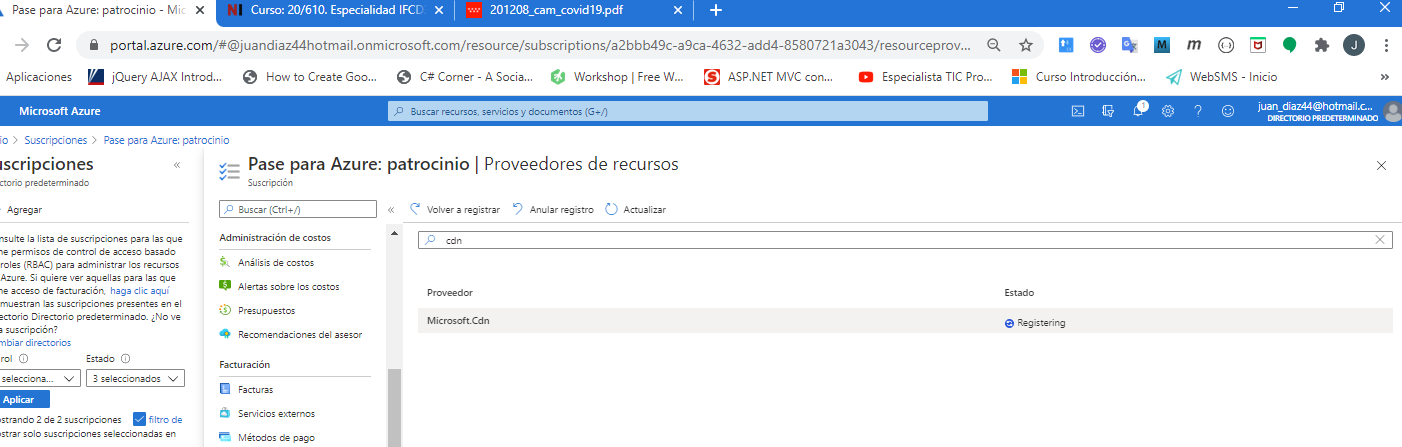 Pase para Azure: patrocinio - Mic
Curso: 20/610. Especialidad IFCD
201208_cam_covid19.pdf
portal.azure.com/#@juandiaz44hotmail.onmicrosoft.com/resource/subscriptions/a2bbb49c-a9ca-4632-add4-8580721a3043/resourceprov...
Aplicaciones
jQuery AJAX Introd...
How to Create Goo...
C# Corner - A Socia...
Workshop | Free W...
ASP.NET MVC con...
Especialista TIC Pro...
Curso Introducción...
WebSMS - Inicio
»
Microsoft Azure
Buscar recursos, servicios y documentos (G+/)
1
juan_diaz44@hotmail.c...
DIRECTORIO PREDETERMINADO
io > Suscripciones > Pase para Azure: patrocinio
uscripciones
«
ectorio predeterminado
Agregar
nsulte la lista de suscripciones para las que
ne permisos de control de acceso basado
roles (RBAC) para administrar los recursos
Azure. Si quiere ver aquellas para las que
ne acceso de facturación, haga clic aquí
muestran las suscripciones presentes en el
ectorio Directorio predeterminado. ¿No ve
a suscripción?
mbiar directorios
rol
Estado
selecciona...
3 seleccionados
Aplicar
strando 2 de 2 suscripciones
filtro de
strar solo suscripciones seleccionadas en
Pase para Azure: patrocinio | Proveedores de recursos
Suscripción
Buscar (Ctrl+/)
«
Administración de costos
Análisis de costos
Alertas sobre los costos
Presupuestos
Recomendaciones del asesor
Facturación
Facturas
Servicios externos
Métodos de pago
Volver a registrar
Anular registro
Actualizar
cdn
Proveedor
Estado
Microsoft.Cdn
Registering